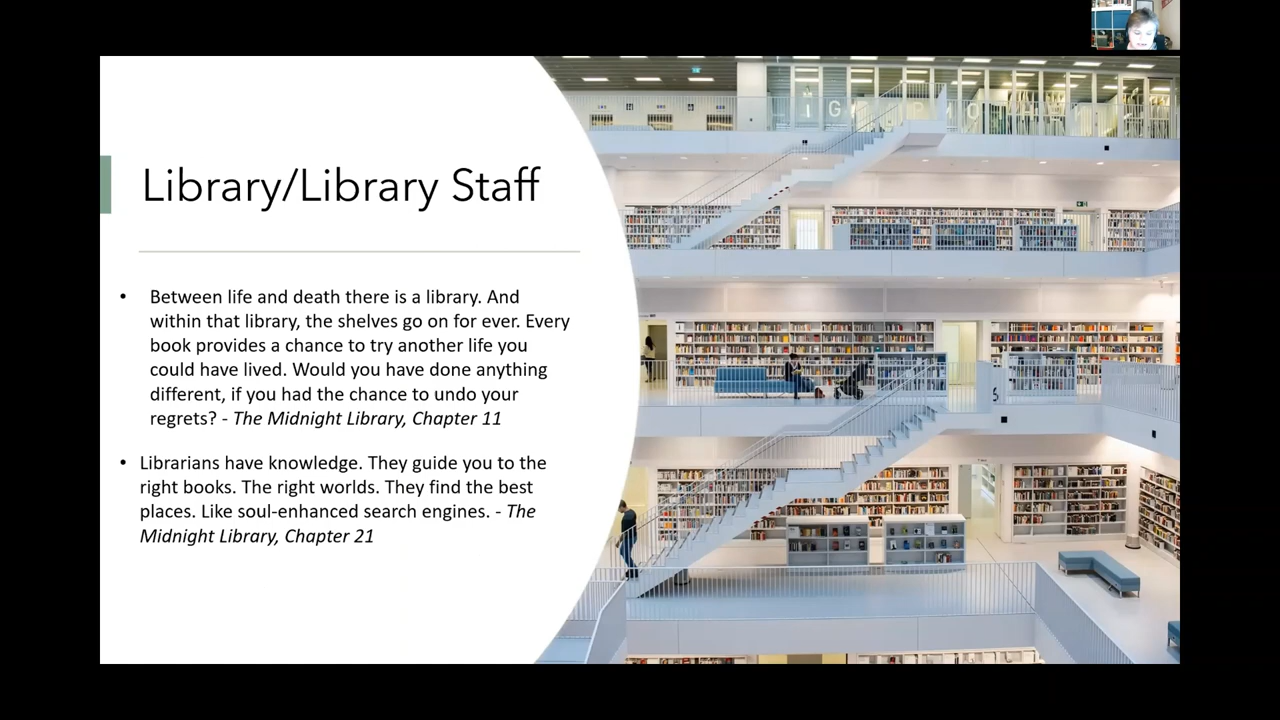 Library/Library Staff
• Between life and death there is a library. And
within that library, the shelves go on for ever. Every
book provides a chance to try another life you
could have lived. Would you have done anything
different, if you had the chance to undo your
regrets? - The Midnight Library, Chapter 11
• Librarians have knowledge. They guide you to the
right books. The right worlds. They find the best
places. Like soul-enhanced search engines. - The
Midnight Library, Chapter 21